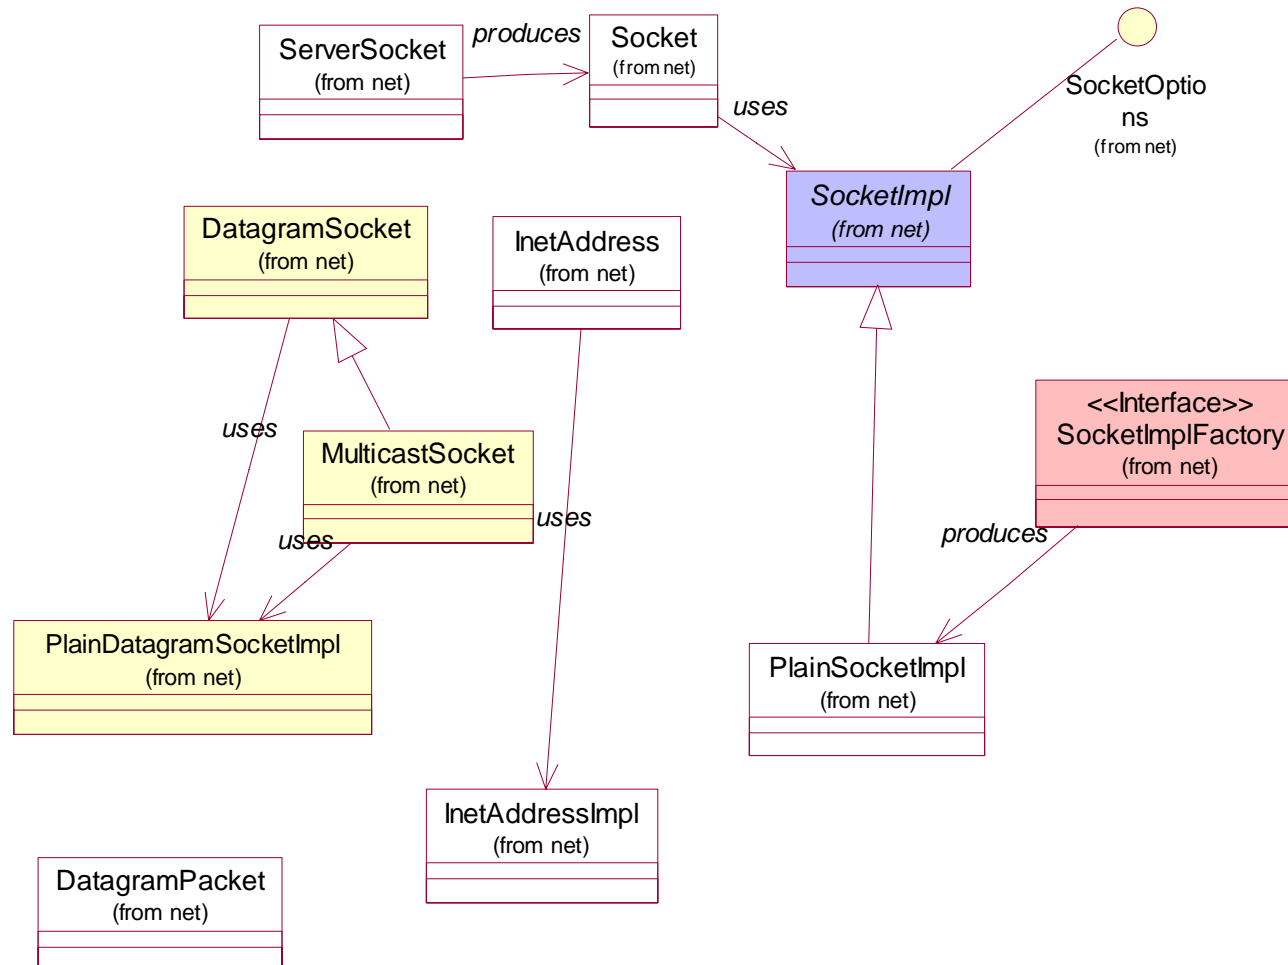 ServerSocket
(from net)
produces
Socket
(from net)
uses
SocketOptio
ns
(from net)
SocketImpl
(from net)
DatagramSocket
(from net)
InetAddress
(from net)
uses
MulticastSocket
(from net)
uses
uses
<<Interface>>
SocketImplFactory
(from net)
produces
PlainDatagramSocketImpl
(from net)
PlainSocketImpl
(from net)
InetAddressImpl
(from net)
DatagramPacket
(from net)